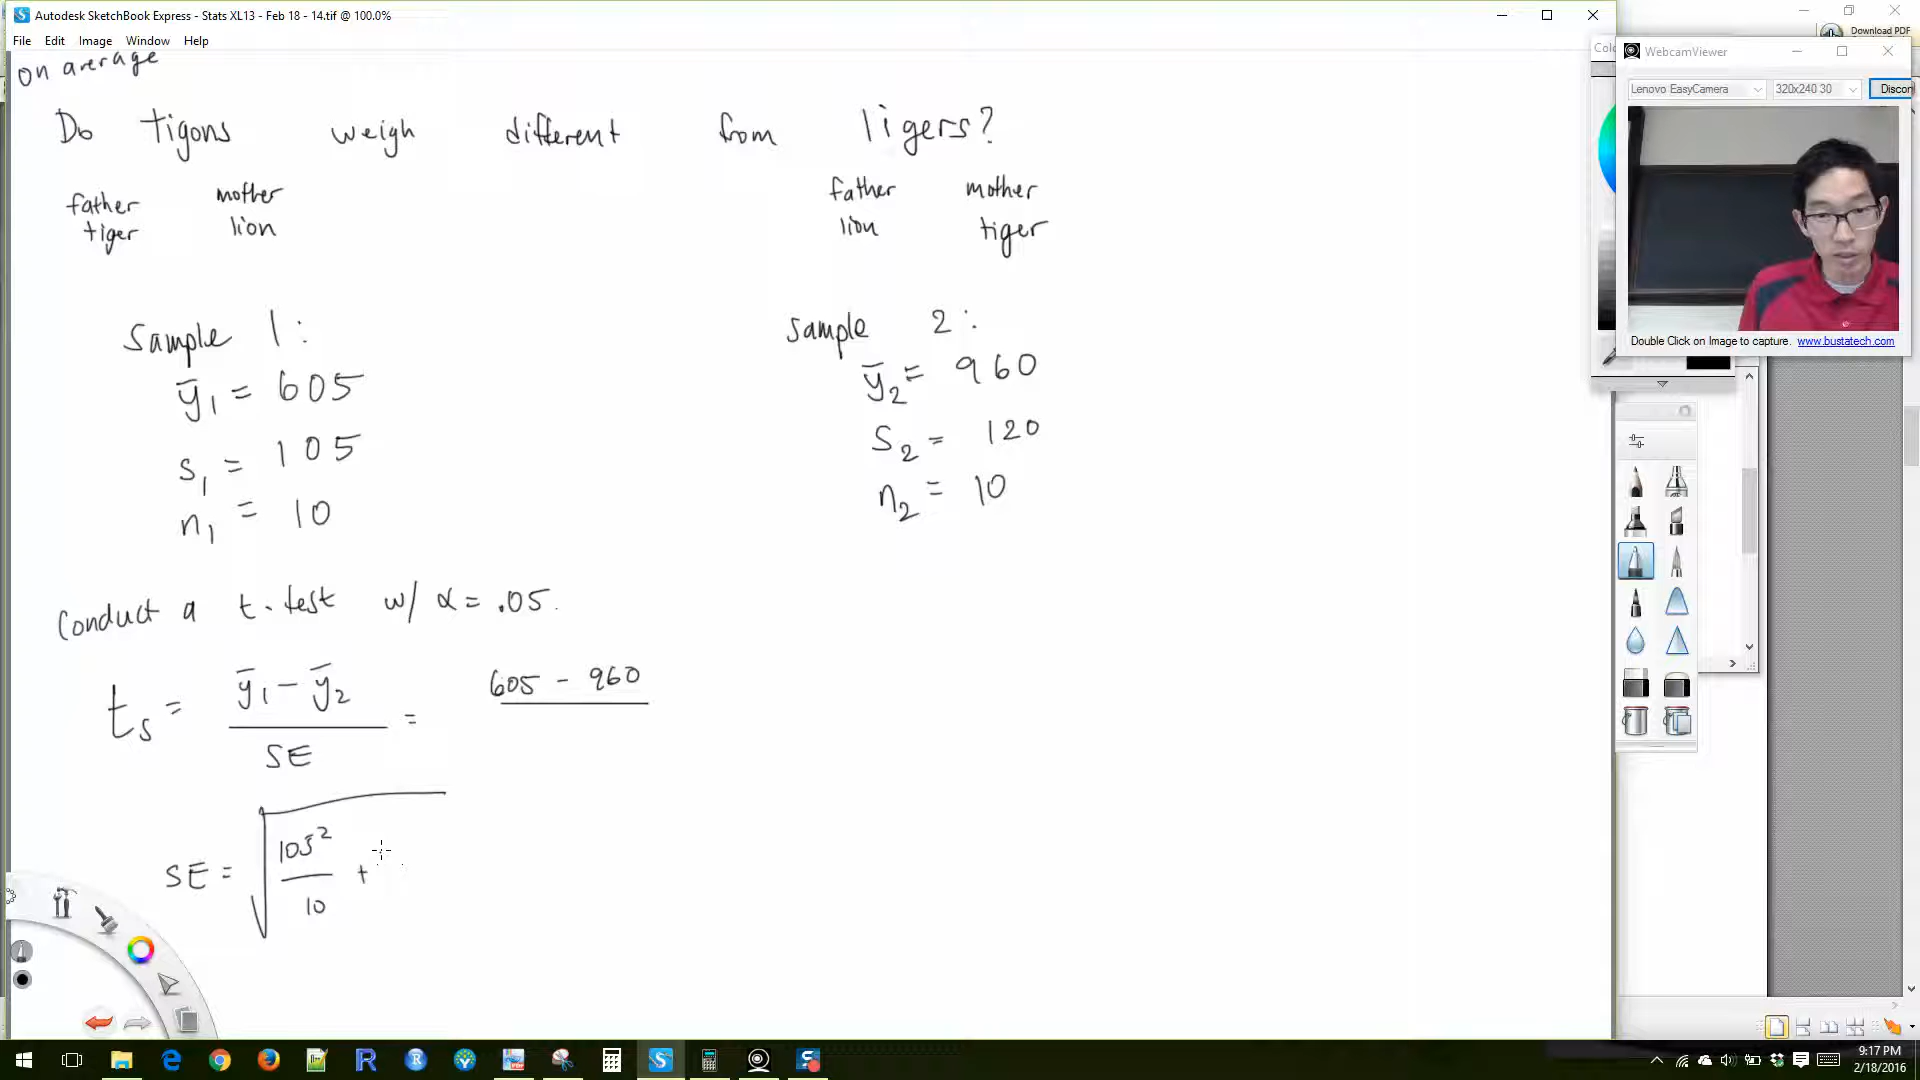 Autodesk SketchBook Express - Stats XL13 - Feb 18 - 14.tif @ 100.0%
File Edit Image Window Help
Download PDF
WebcamViewer
Lenovo EasyCamera 320x240 30 Discon
Double Click on Image to capture. www.bustatech.com
on average
Do tigons weigh different from ligers?
father mother father mother
tiger lion lion tiger
Sample 1: Sample 2:
ȳ₁ = 605 ȳ₂ = 960
s₁ = 105 s₂ = 120
n₁ = 10 n₂ = 10
Conduct a t-test w/ α = .05.
tₛ = ȳ₁ - ȳ₂ / SE = 605 - 960
SE = √ 105² / 10 +
9:17 PM
2/18/2016